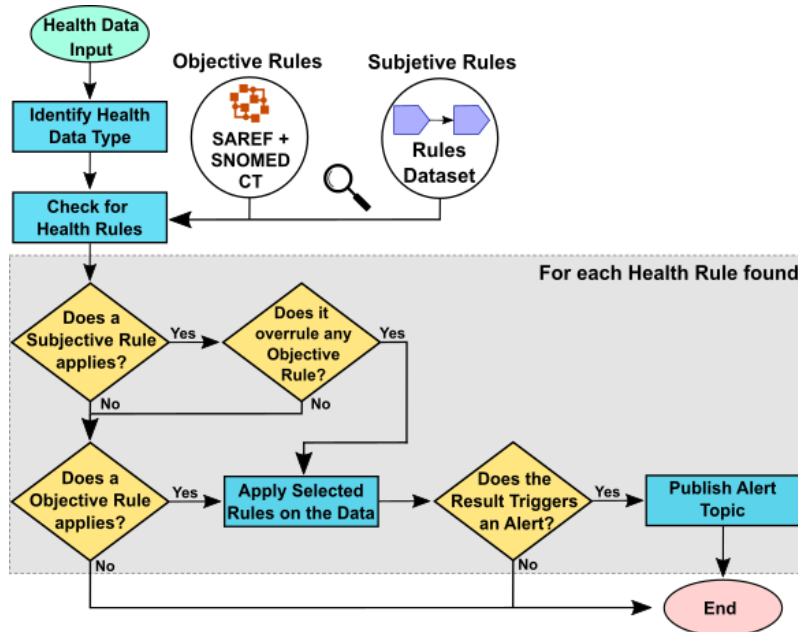 Health Data
Input
Objective Rules
Subjetive Rules
Identify Health
Data Type
SAREF +
SNOMED
CT
Rules
Dataset
Check for
Health Rules
For each Health Rule found
Does a
Subjective Rule
applies?
Yes
Does it
overrule any
Objective
Rule?
Yes
No
No
Does a
Objective Rule
applies?
Yes
Apply Selected
Rules on the Data
Does the
Result Triggers
an Alert?
Yes
Publish Alert
Topic
No
No
End